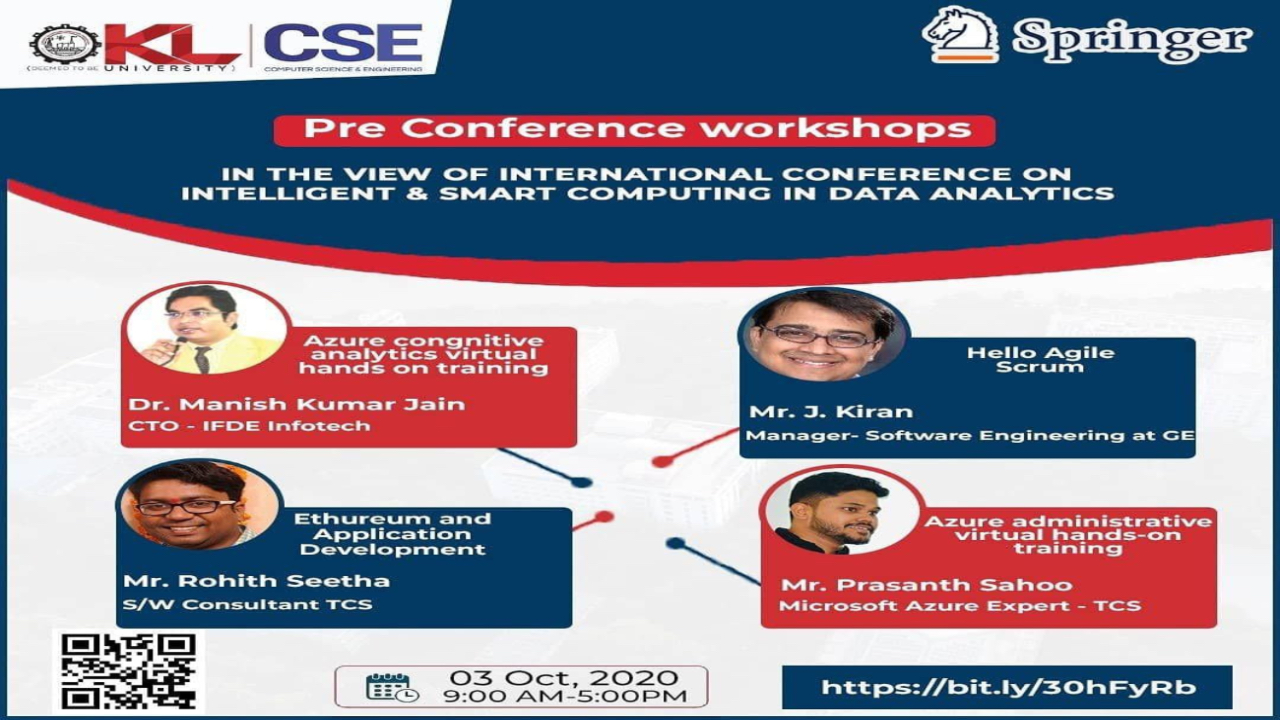 KL
(DEEMED TO BE UNIVERSITY)
CSE
COMPUTER SCIENCE & ENGINEERING
Springer
Pre Conference workshops
IN THE VIEW OF INTERNATIONAL CONFERENCE ON
INTELLIGENT & SMART COMPUTING IN DATA ANALYTICS
Azure congnitive
analytics virtual
hands on training
Dr. Manish Kumar Jain
CTO - IFDE Infotech
Hello Agile
Scrum
Mr. J. Kiran
Manager- Software Engineering at GE
Ethureum and
Application
Development
Mr. Rohith Seetha
S/W Consultant TCS
Azure administrative
virtual hands-on
training
Mr. Prasanth Sahoo
Microsoft Azure Expert - TCS
03 Oct, 2020
9:00 AM-5:00PM
https://bit.ly/30hFyRb